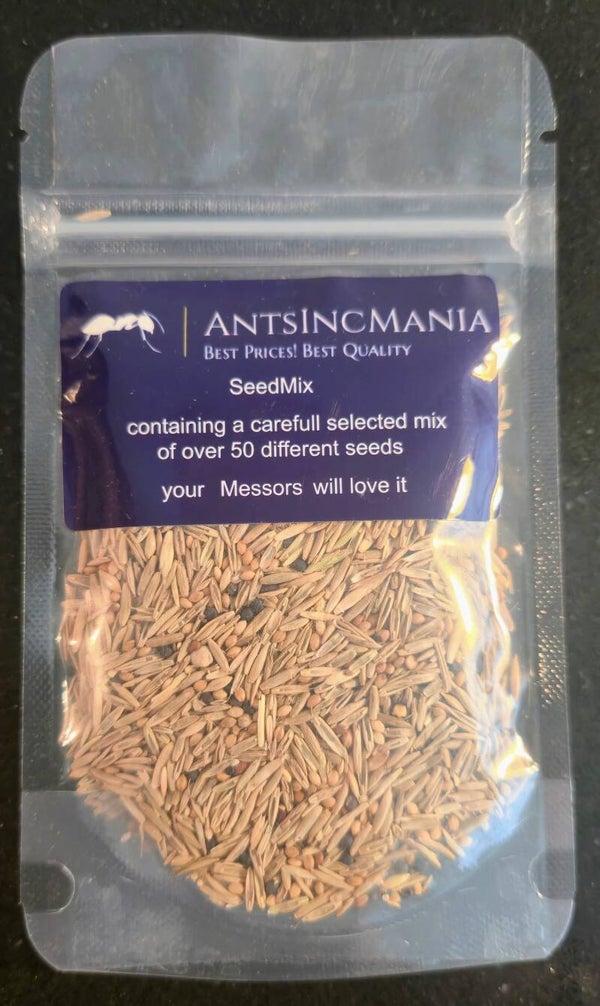 ANTSINCMANIA
BEST PRICES! BEST QUALITY
SeedMix
containing a carefull selected mix
of over 50 different seeds
your Messors will love it